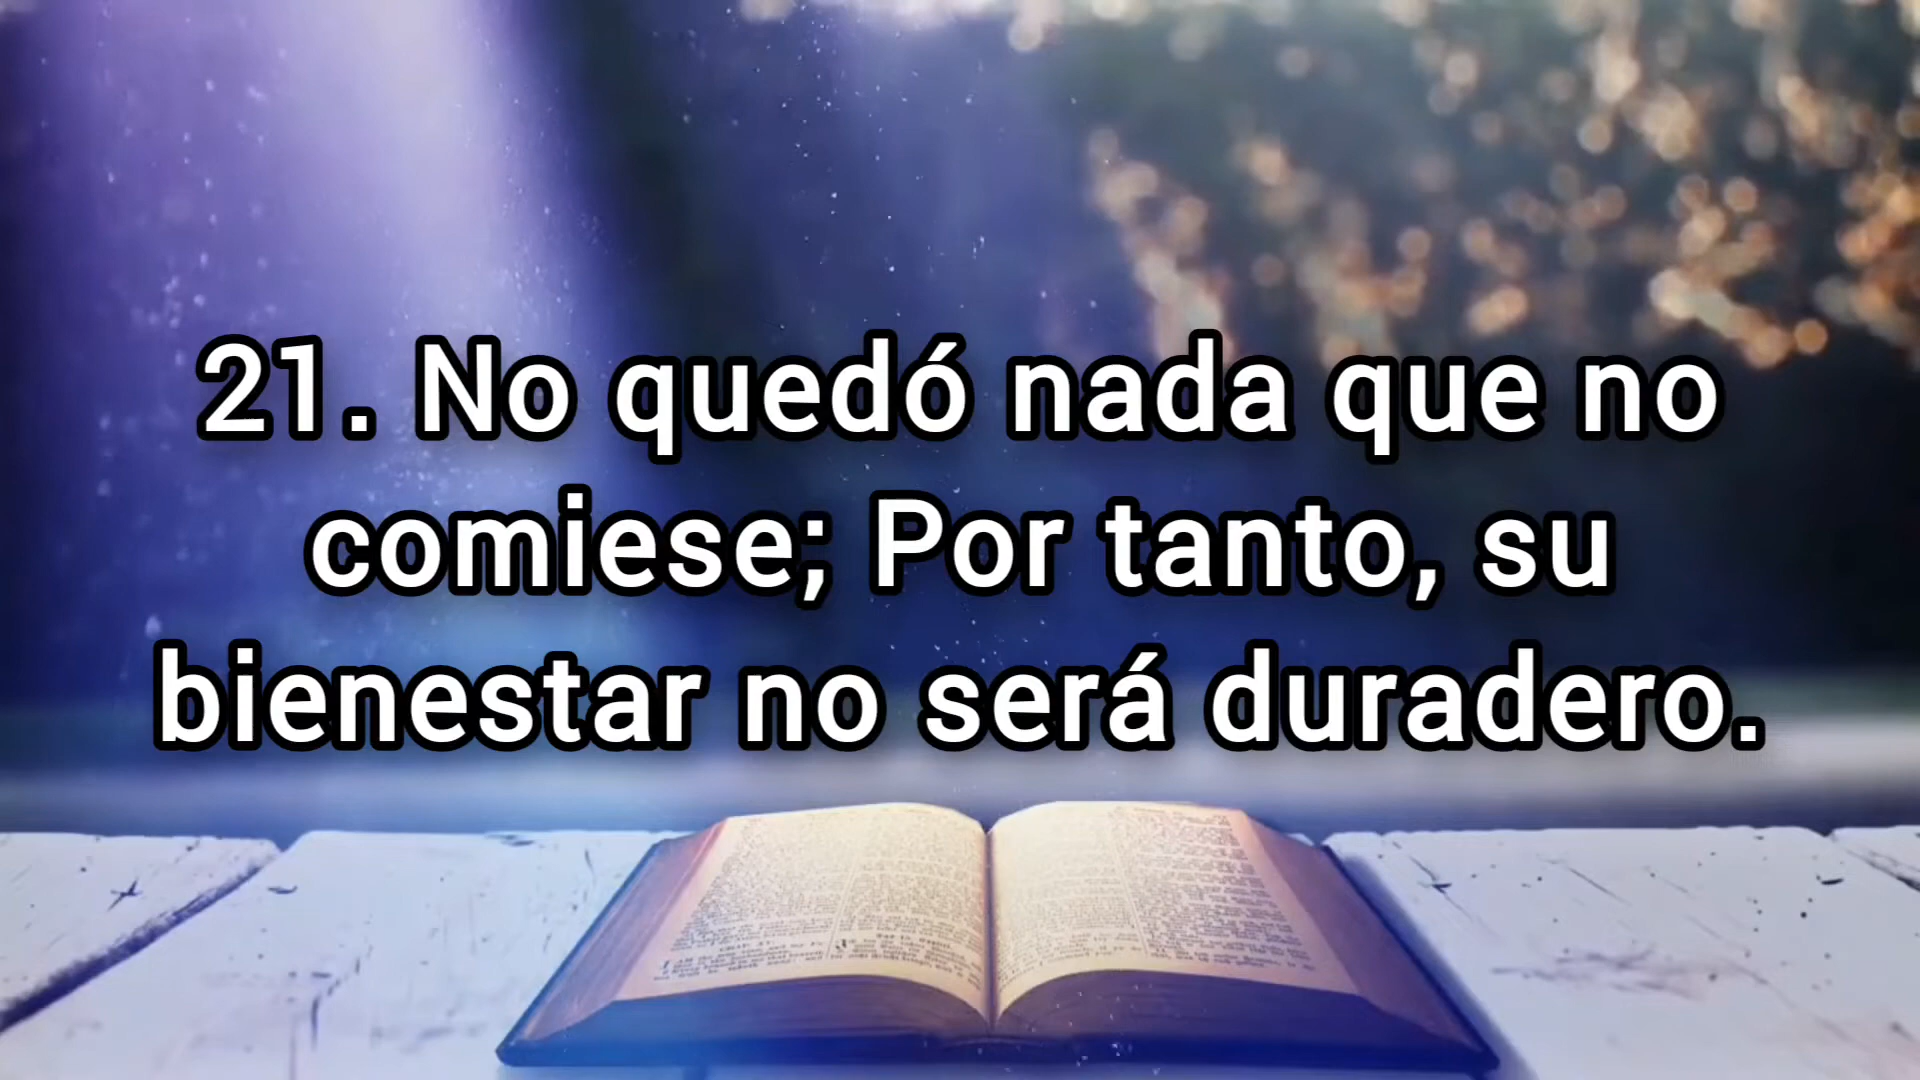 21. No quedó nada que no
comiese; Por tanto, su
bienestar no será duradero.